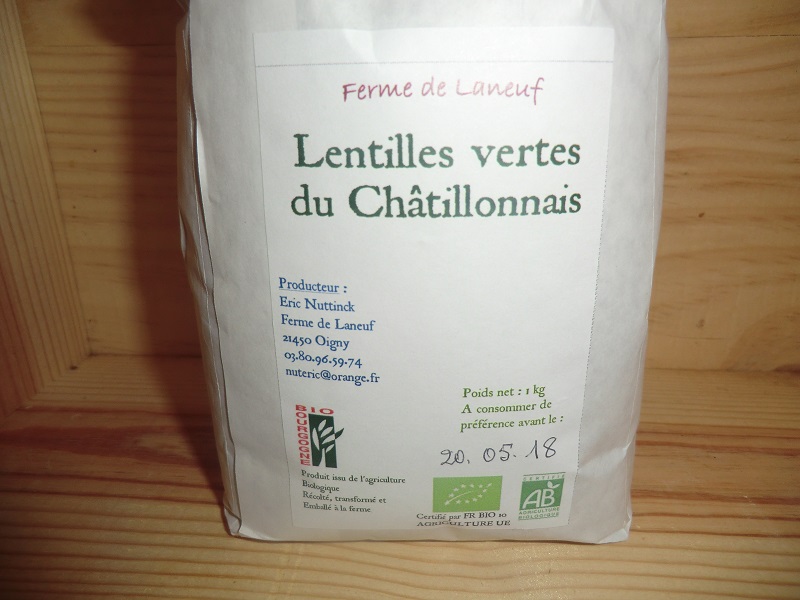 Ferme de Laneuf
Lentilles vertes
du Châtillonnais
Producteur :
Eric Nuttinck
Ferme de Laneuf
21450 Oigny
03.80.96.59.74
nuteric@orange.fr
Poids net : 1 kg
A consommer de
préférence avant le :
20.05.18
BIO
BOURGOGNE
Produit issu de l'agriculture
Biologique
Récolté, transformé et
Emballé à la ferme
Certifié par FR BIO 10
AGRICULTURE UE
CERTIFIÉ
AB
AGRICULTURE
BIOLOGIQUE